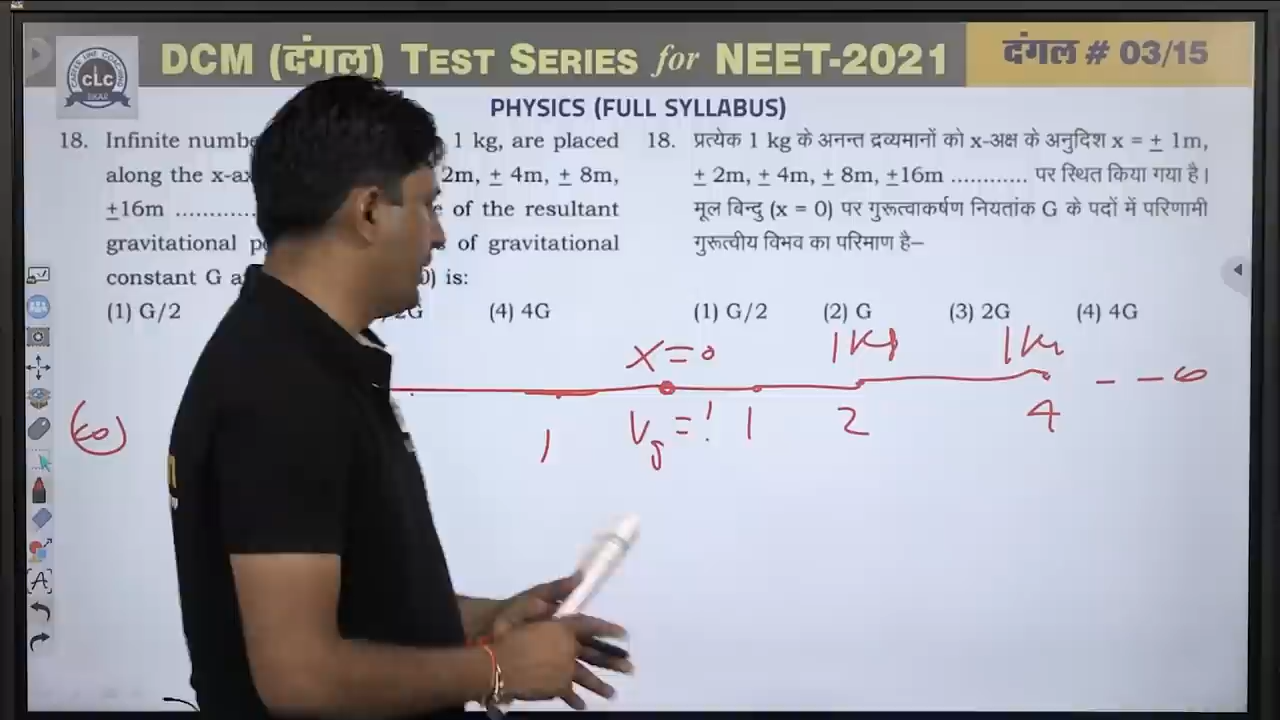 DCM (दंगल) TEST SERIES for NEET-2021
दंगल # 03/15
CLC
PHYSICS (FULL SYLLABUS)
18. Infinite 1 kg, are placed
along the 2m, ± 4m, ± 8m,
±16m ............ of the resultant
gravitational of gravitational
constant G is:
(1) G/2 2G (4) 4G
18. प्रत्येक 1 kg के अनन्त द्रव्यमानों को x-अक्ष के अनुदिश x = ± 1m,
± 2m, ± 4m, ± 8m, ±16m ............ पर स्थित किया गया है।
मूल बिन्दु (x = 0) पर गुरूत्वाकर्षण नियतांक G के पदों में परिणामी
गुरूत्वीय विभव का परिमाण है–
(1) G/2 (2) G (3) 2G (4) 4G
x=0 1kg 1kg
∞ 1 Vg=? 1 2 4 - - ∞